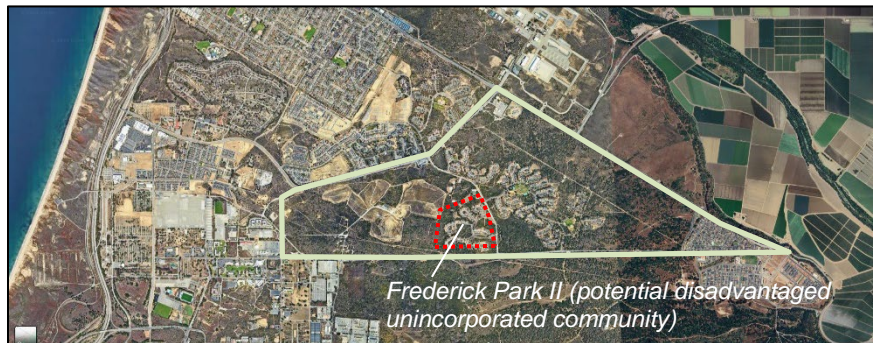 Frederick Park II (potential disadvantaged
unincorporated community)